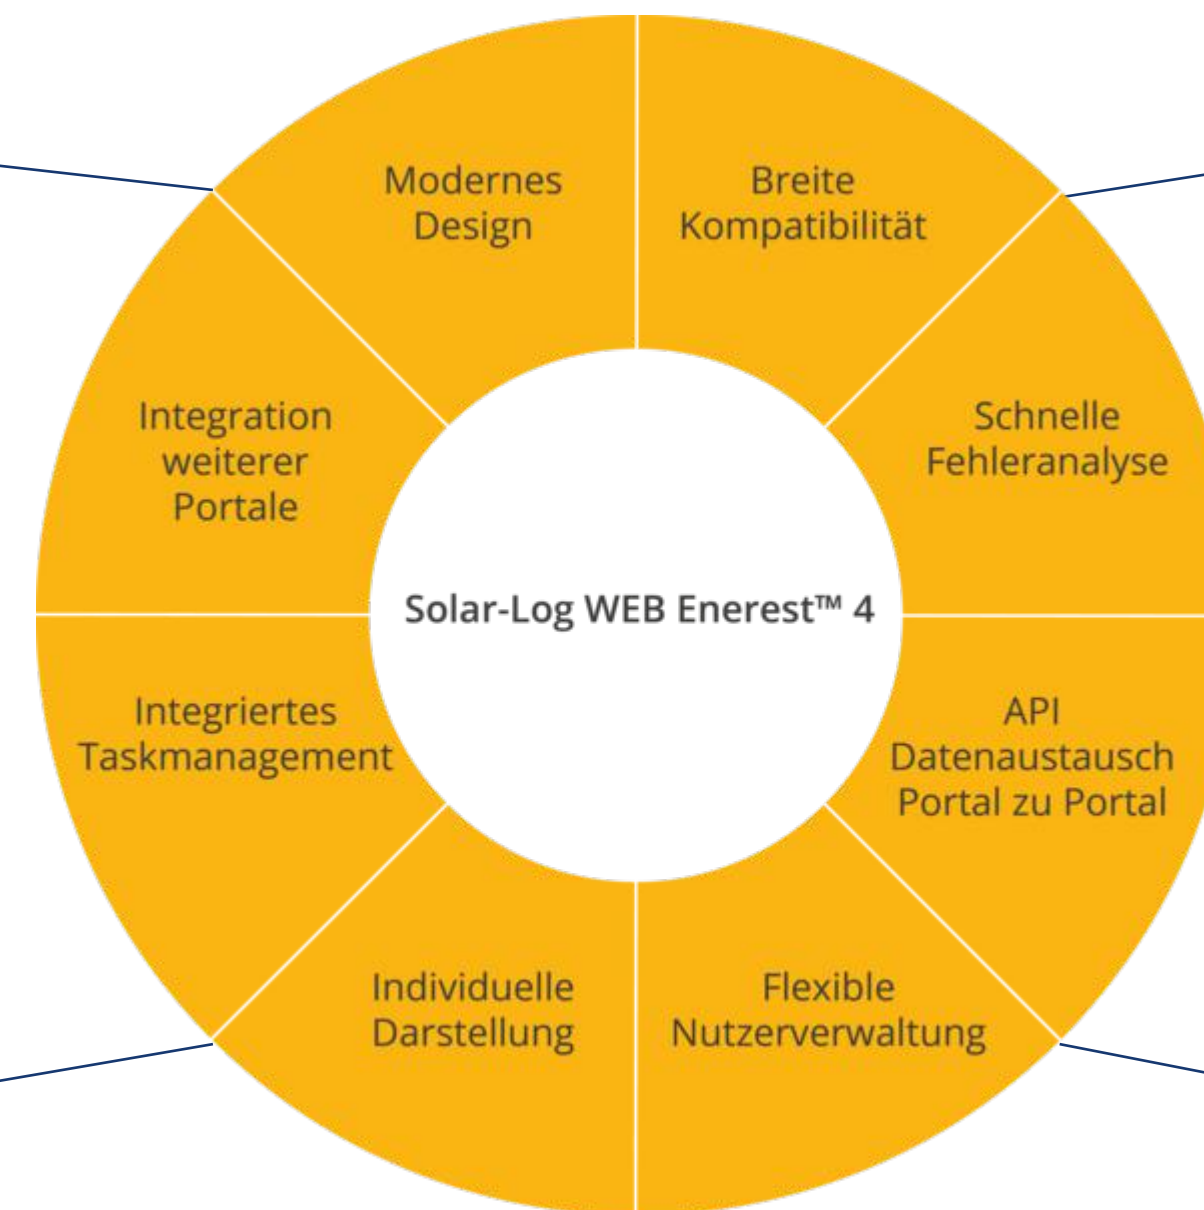 Modernes
Design
Breite
Kompatibilität
Schnelle
Fehleranalyse
API
Datenaustausch
Portal zu Portal
Flexible
Nutzerverwaltung
Individuelle
Darstellung
Integriertes
Taskmanagement
Integration
weiterer
Portale
Solar-Log WEB Enerest™ 4